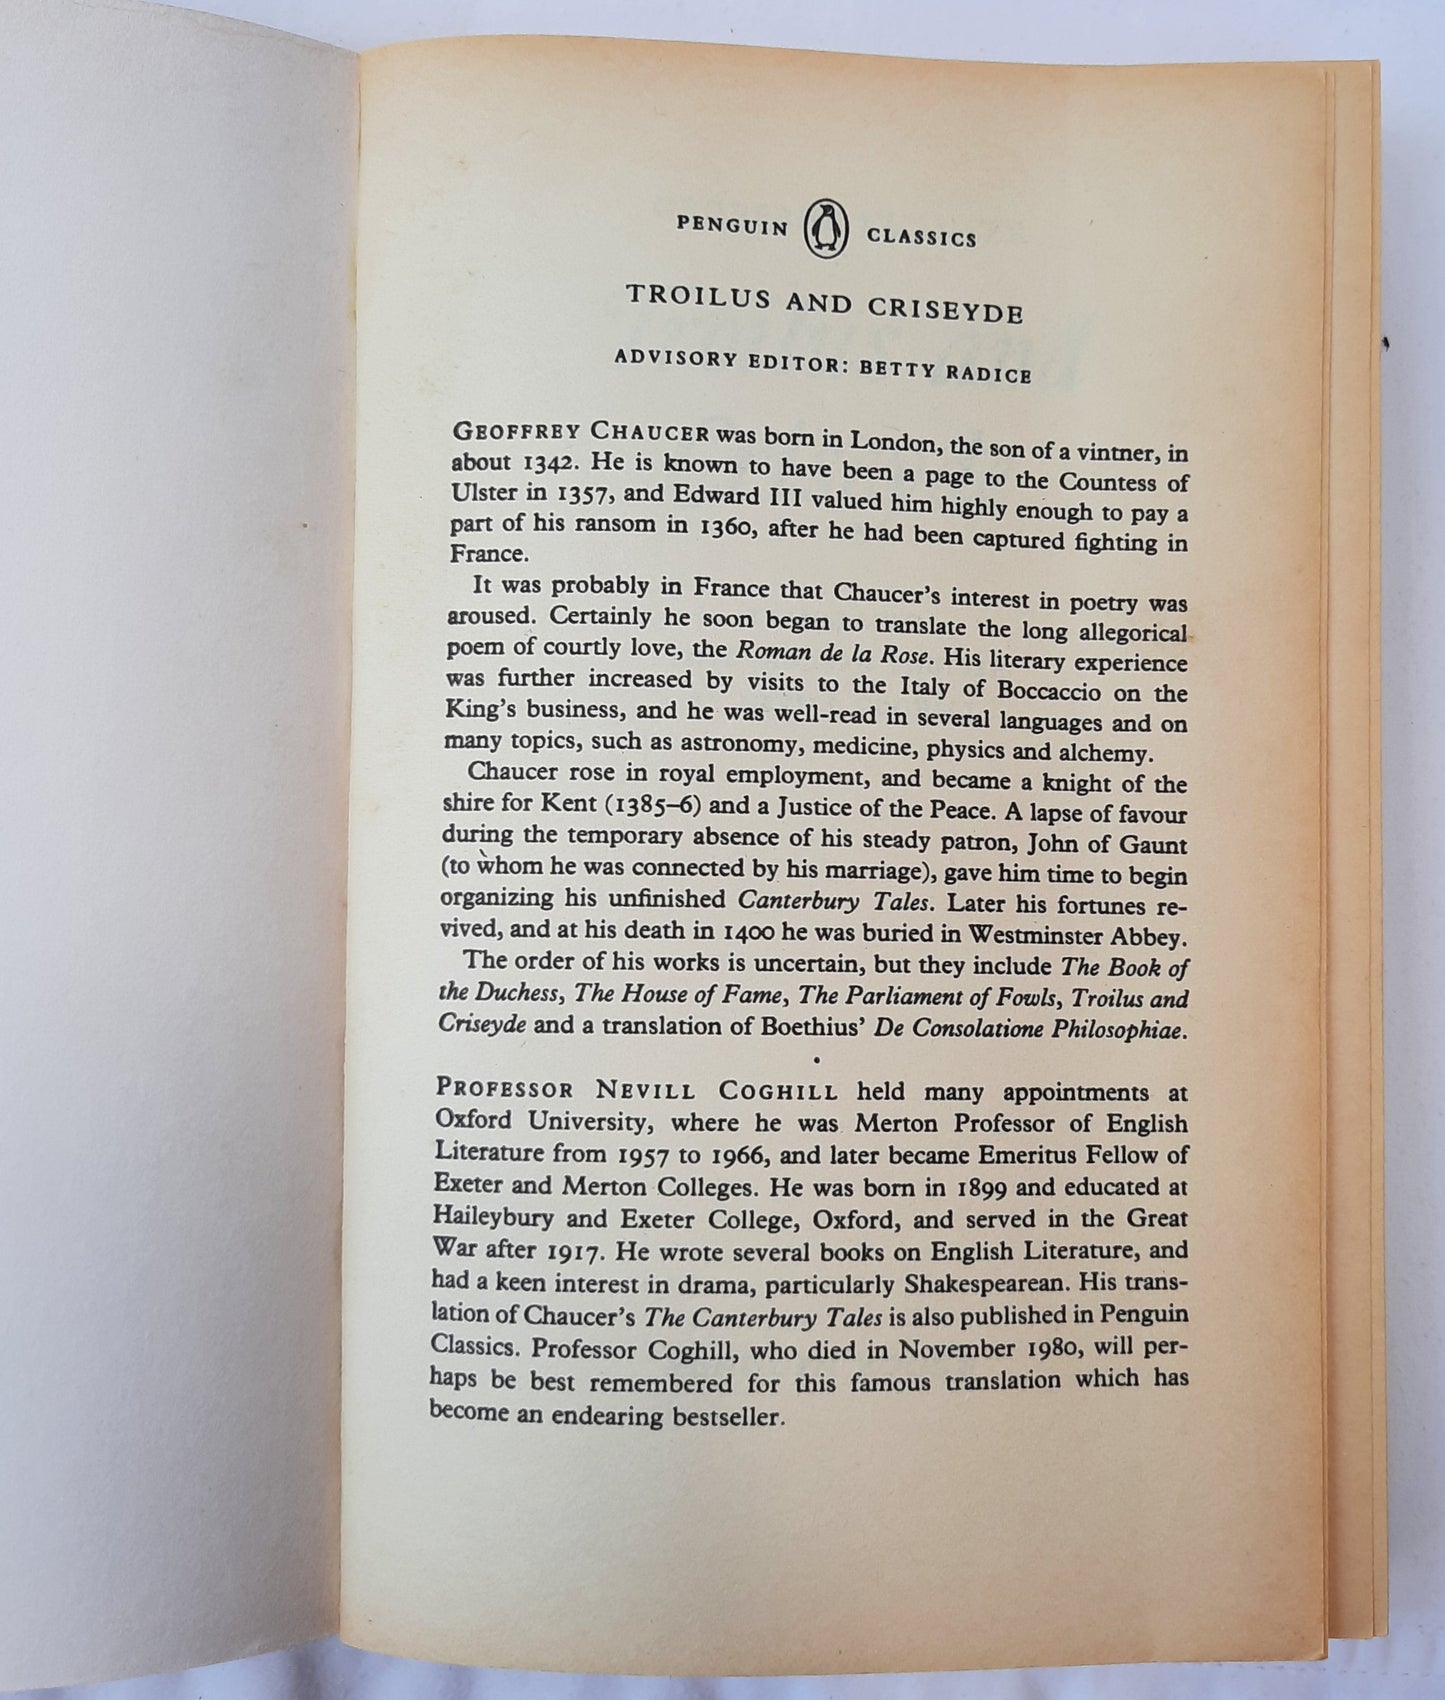 PENGUIN CLASSICS
TROILUS AND CRISEYDE
ADVISORY EDITOR: BETTY RADICE
GEOFFREY CHAUCER was born in London, the son of a vintner, in
about 1342. He is known to have been a page to the Countess of
Ulster in 1357, and Edward III valued him highly enough to pay a
part of his ransom in 1360, after he had been captured fighting in
France.
It was probably in France that Chaucer's interest in poetry was
aroused. Certainly he soon began to translate the long allegorical
poem of courtly love, the Roman de la Rose. His literary experience
was further increased by visits to the Italy of Boccaccio on the
King's business, and he was well-read in several languages and on
many topics, such as astronomy, medicine, physics and alchemy.
Chaucer rose in royal employment, and became a knight of the
shire for Kent (1385–6) and a Justice of the Peace. A lapse of favour
during the temporary absence of his steady patron, John of Gaunt
(to whom he was connected by his marriage), gave him time to begin
organizing his unfinished Canterbury Tales. Later his fortunes re-
vived, and at his death in 1400 he was buried in Westminster Abbey.
The order of his works is uncertain, but they include The Book of
the Duchess, The House of Fame, The Parliament of Fowls, Troilus and
Criseyde and a translation of Boethius' De Consolatione Philosophiae.
PROFESSOR NEVILL COGHILL held many appointments at
Oxford University, where he was Merton Professor of English
Literature from 1957 to 1966, and later became Emeritus Fellow of
Exeter and Merton Colleges. He was born in 1899 and educated at
Haileybury and Exeter College, Oxford, and served in the Great
War after 1917. He wrote several books on English Literature, and
had a keen interest in drama, particularly Shakespearean. His trans-
lation of Chaucer's The Canterbury Tales is also published in Penguin
Classics. Professor Coghill, who died in November 1980, will per-
haps be best remembered for this famous translation which has
become an endearing bestseller.